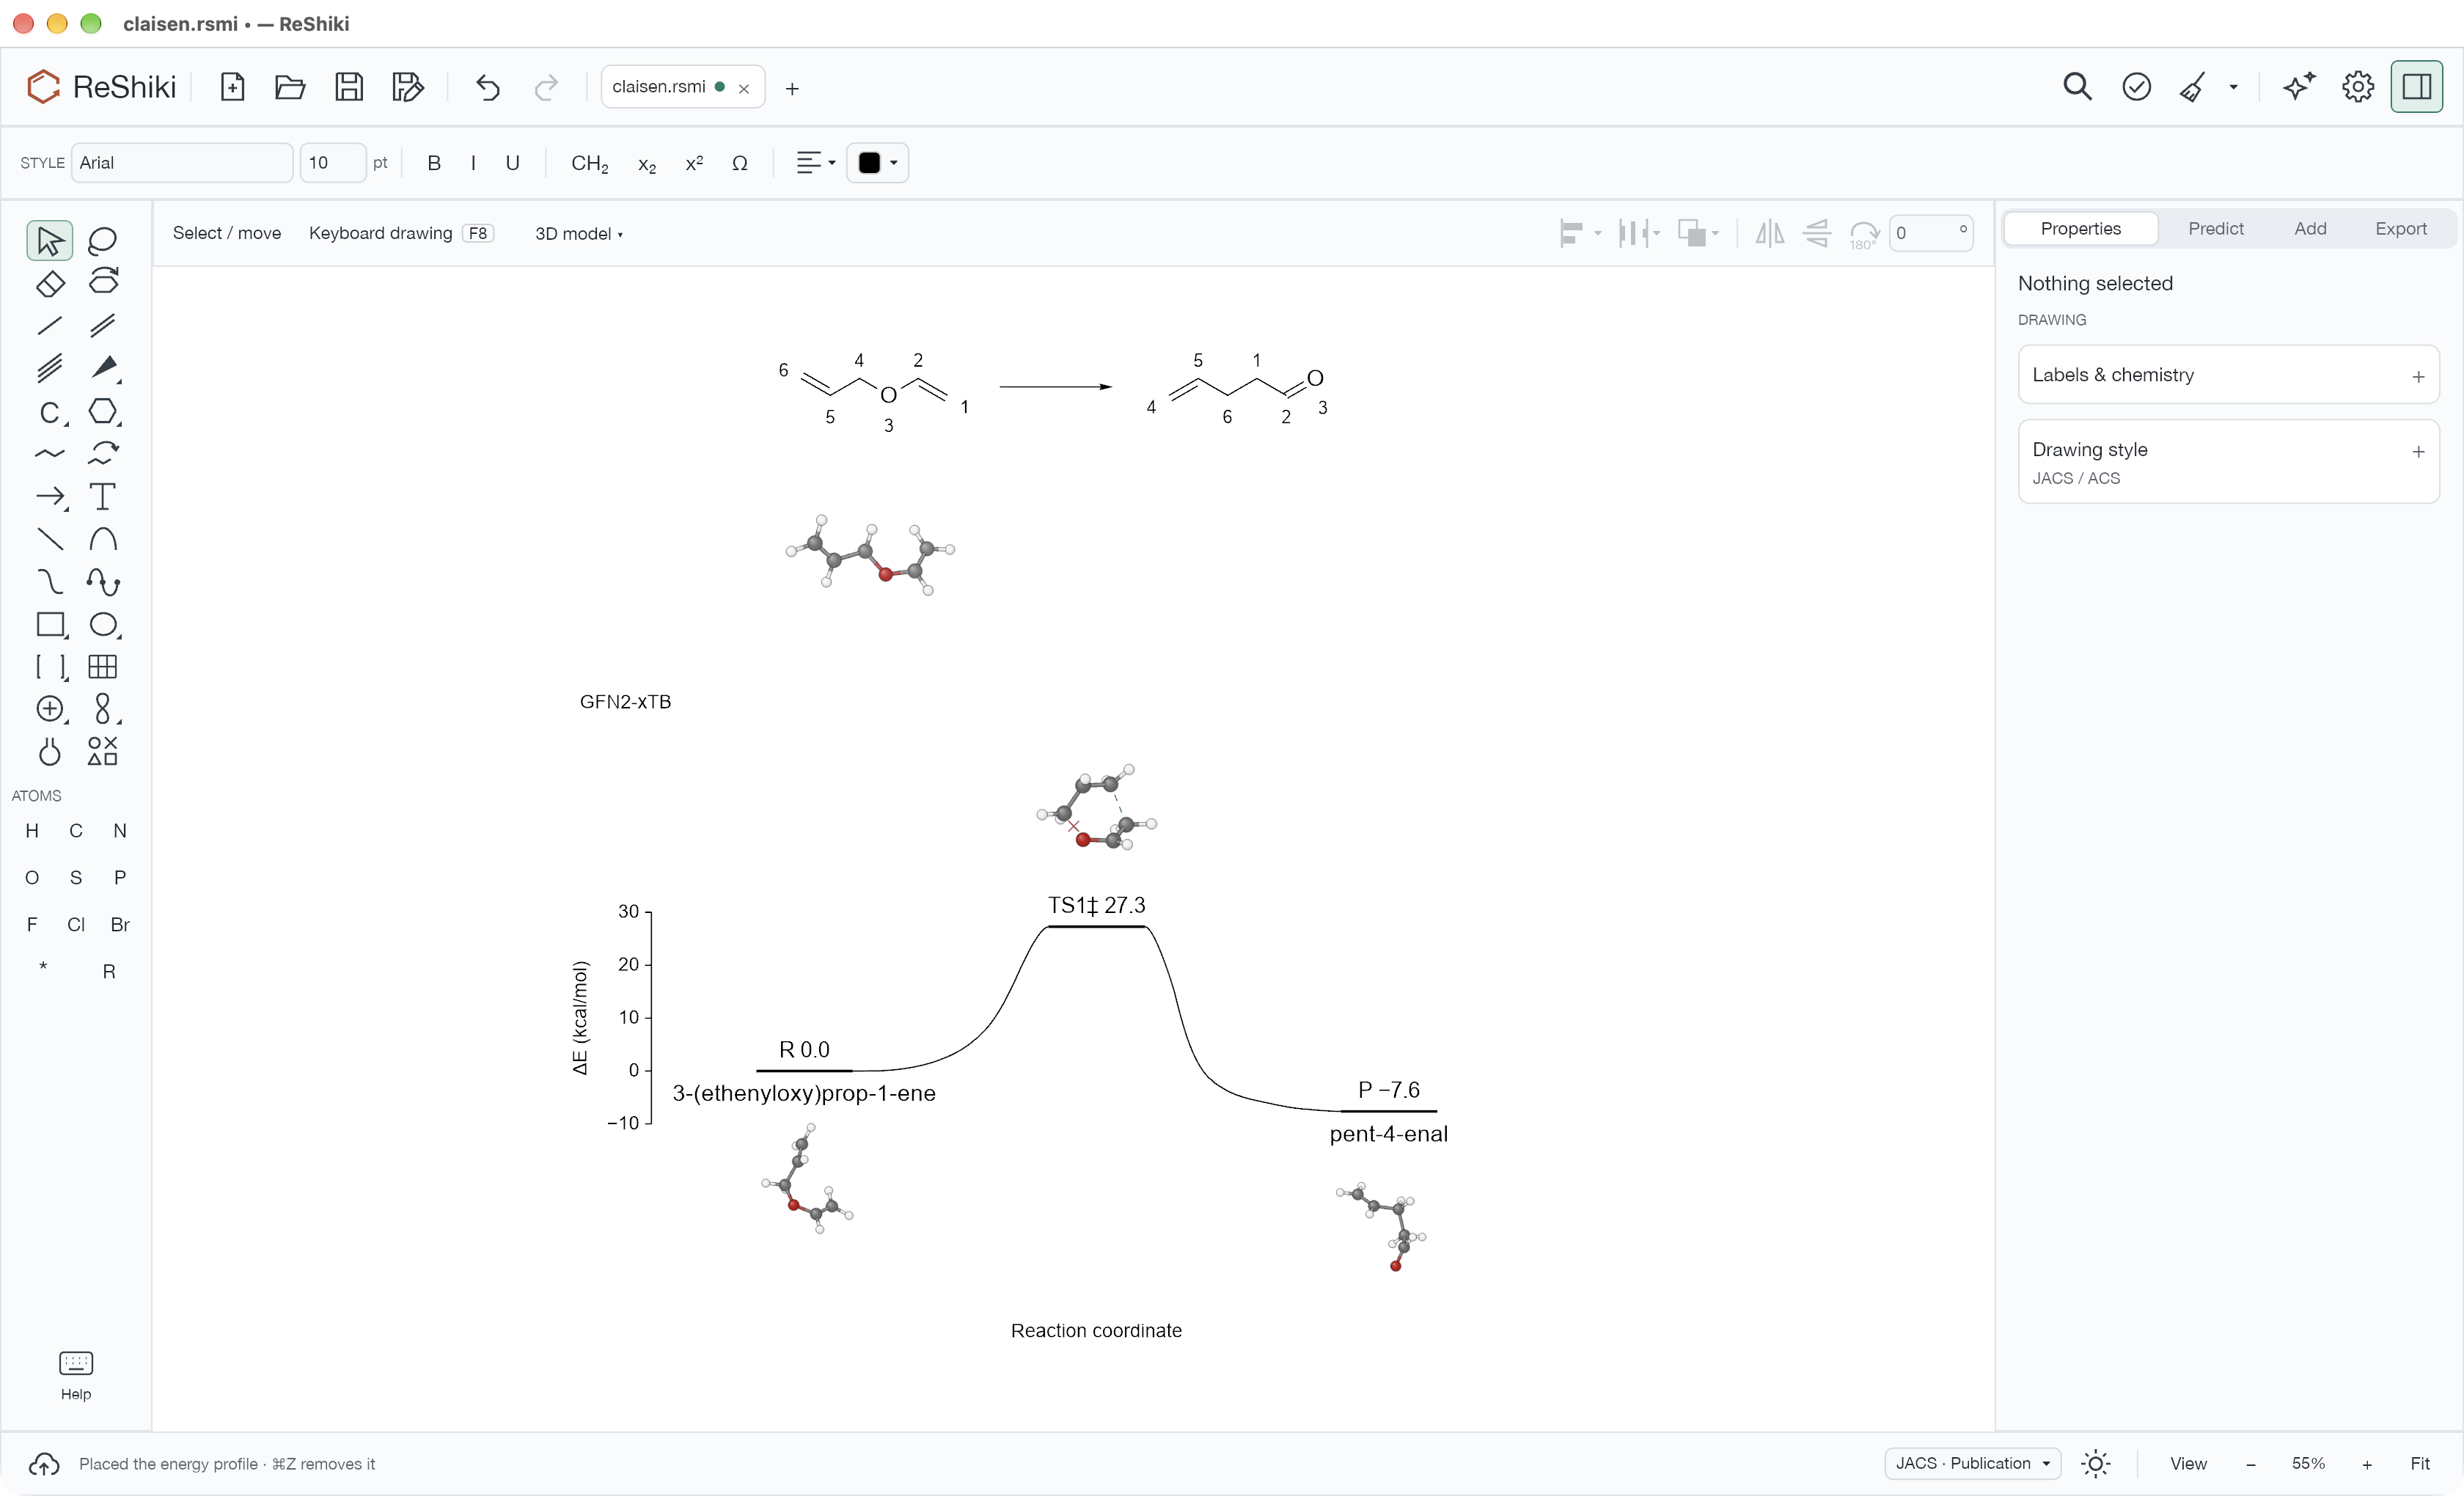 claisen.rsmi • — ReShiki
ReShiki
claisen.rsmi
STYLE Arial 10 pt B I U CH₂ x₂ x² Ω
Select / move Keyboard drawing F8 3D model
180° 0 °
Properties Predict Add Export
Nothing selected
DRAWING
Labels & chemistry +
Drawing style +
JACS / ACS
C
T
ATOMS
H C N
O S P
F Cl Br
* R
Help
6 4 2 5 1
O O
5 3 1 4 6 2 3
GFN2-xTB
TS1‡ 27.3
30
20
10
0
−10
ΔE (kcal/mol)
R 0.0
3-(ethenyloxy)prop-1-ene
P −7.6
pent-4-enal
Reaction coordinate
Placed the energy profile · ⌘Z removes it
JACS · Publication View − 55% + Fit